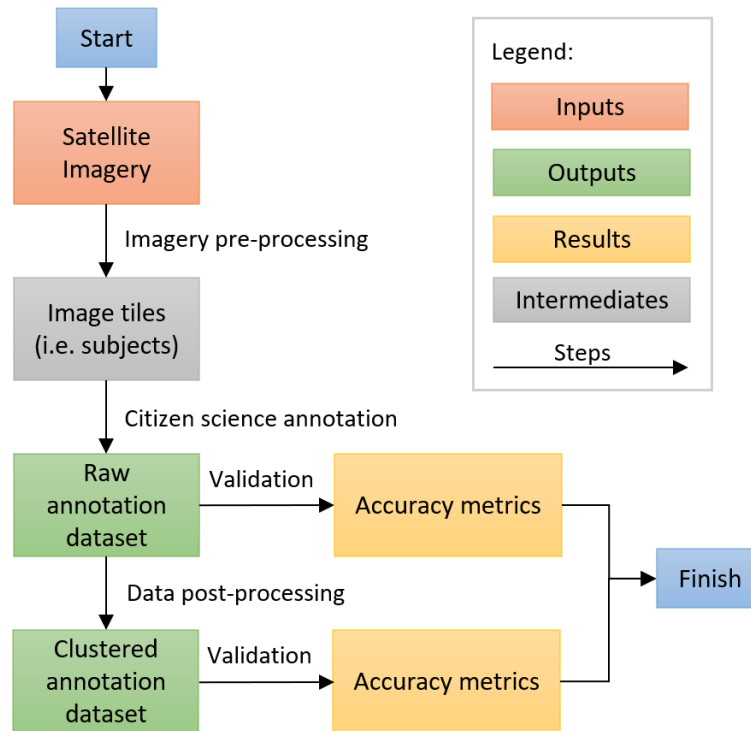 Start
Satellite
Imagery
Imagery pre-processing
Image tiles
(i.e. subjects)
Citizen science annotation
Raw
annotation
dataset
Validation
Accuracy metrics
Data post-processing
Clustered
annotation
dataset
Validation
Accuracy metrics
Finish
Legend:
Inputs
Outputs
Results
Intermediates
Steps